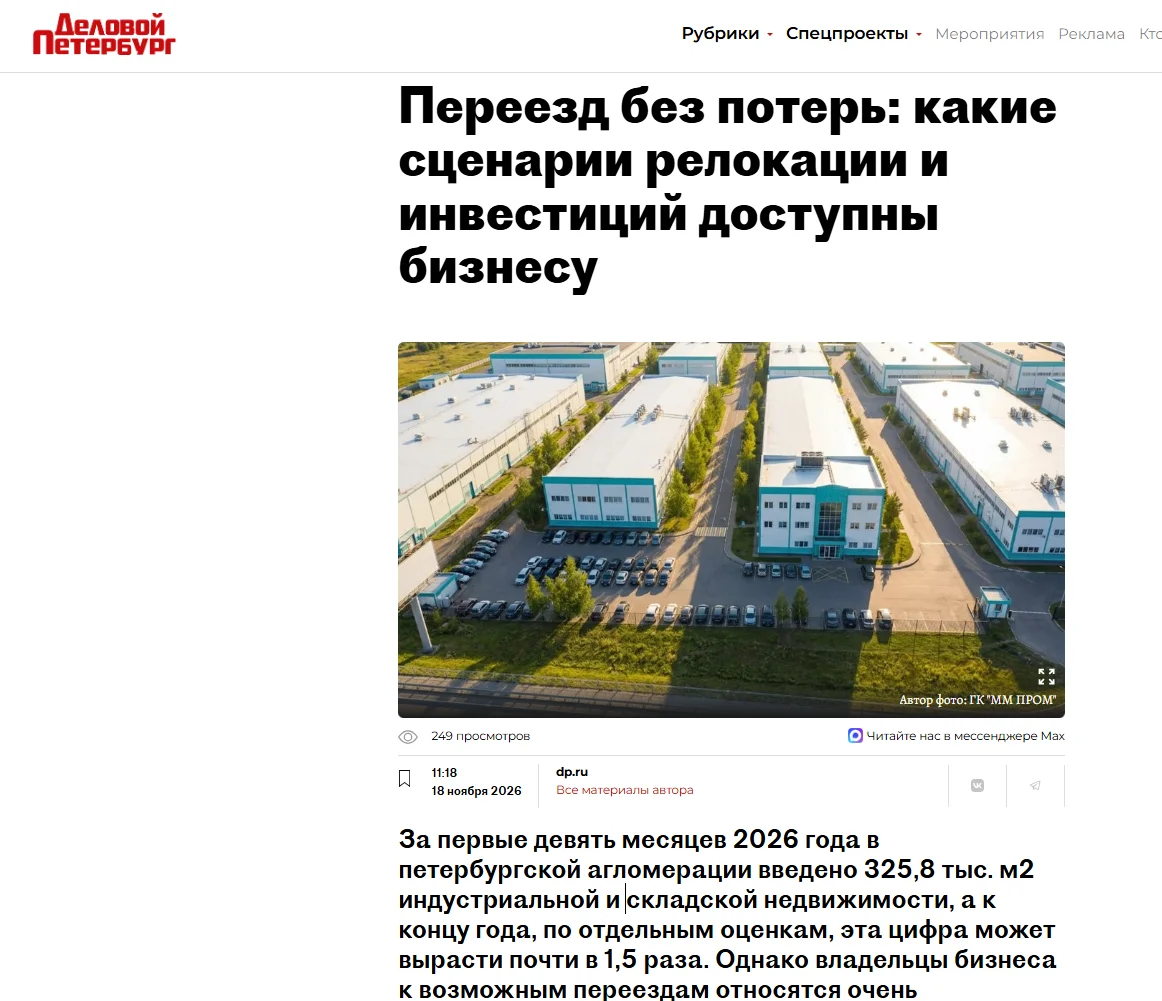 Деловой
Петербург
Рубрики Спецпроекты Мероприятия Реклама Кто
Переезд без потерь: какие
сценарии релокации и
инвестиций доступны
бизнесу
Автор фото: ГК "ММ ПРОМ"
249 просмотров
Читайте нас в мессенджере Max
11:18
18 ноября 2026
dp.ru
Все материалы автора
За первые девять месяцев 2026 года в
петербургской агломерации введено 325,8 тыс. м2
индустриальной и складской недвижимости, а к
концу года, по отдельным оценкам, эта цифра может
вырасти почти в 1,5 раза. Однако владельцы бизнеса
к возможным переездам относятся очень